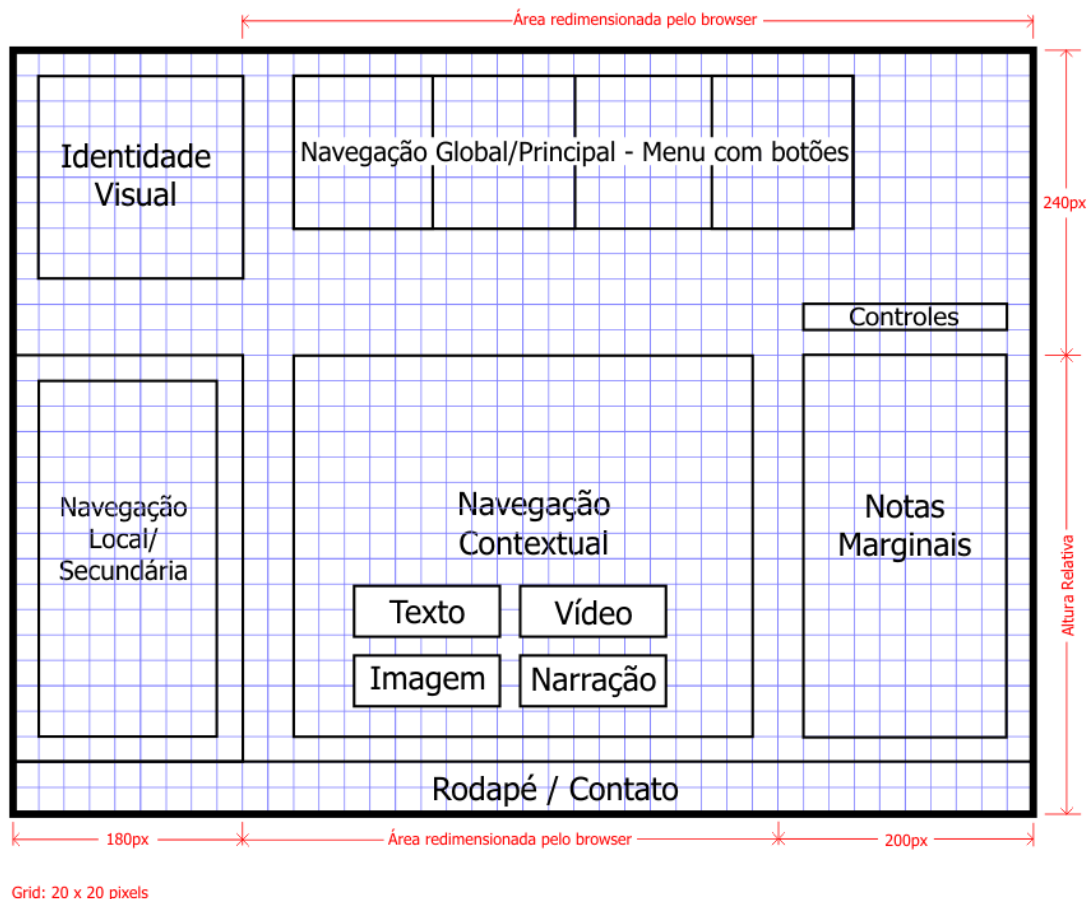 Área redimensionada pelo browser
Identidade
Visual
Navegação Global/Principal - Menu com botões
240px
Controles
Navegação
Local/
Secundária
Navegação
Contextual
Texto
Vídeo
Imagem
Narração
Notas
Marginais
Altura Relativa
Rodapé / Contato
180px
Área redimensionada pelo browser
200px
Grid: 20 x 20 pixels